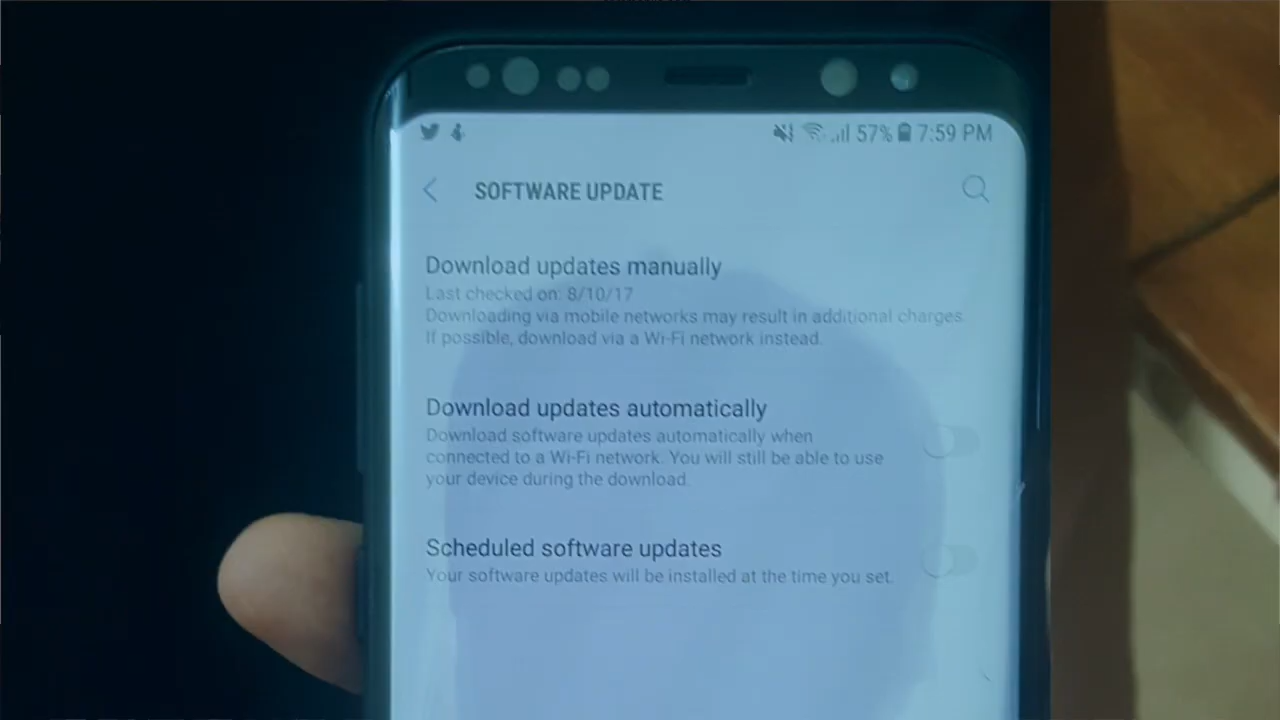 57% 7:59 PM
SOFTWARE UPDATE
Download updates manually
Last checked on: 8/10/17
Downloading via mobile networks may result in additional charges.
If possible, download via a Wi-Fi network instead.
Download updates automatically
Download software updates automatically when
connected to a Wi-Fi network. You will still be able to use
your device during the download.
Scheduled software updates
Your software updates will be installed at the time you set.